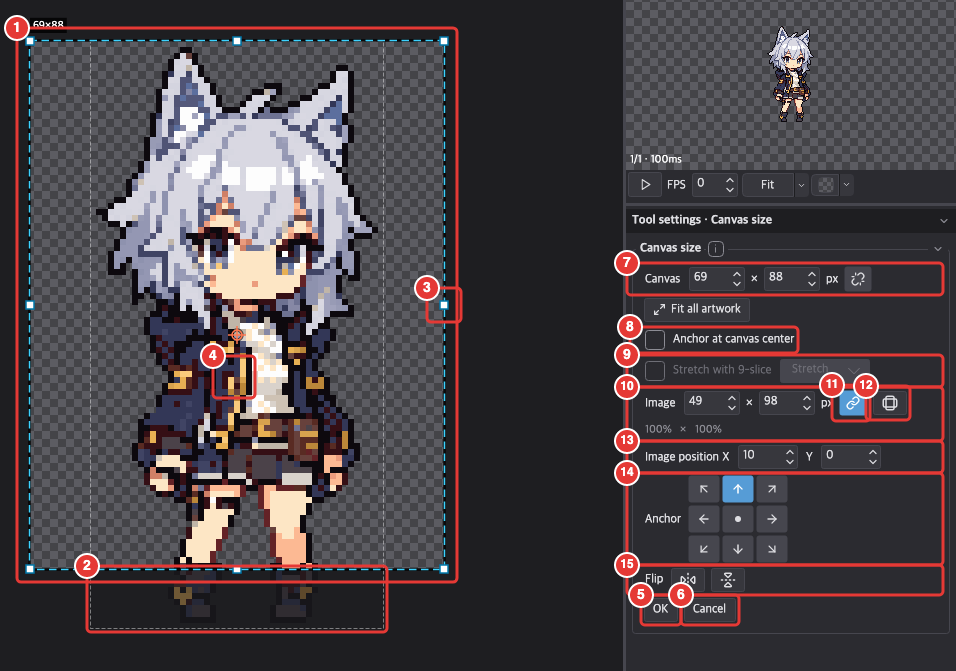 1
69×88
1/1 · 100ms
FPS 0 Fit
Tool settings · Canvas size
Canvas size i
7
Canvas 69 × 88 px
Fit all artwork
8
Anchor at canvas center
9
Stretch with 9-slice Stretch
10 11 12
Image 49 × 98 px
100% × 100%
13
Image position X 10 Y 0
14
Anchor
15
Flip
5 6
OK Cancel
3
4
2